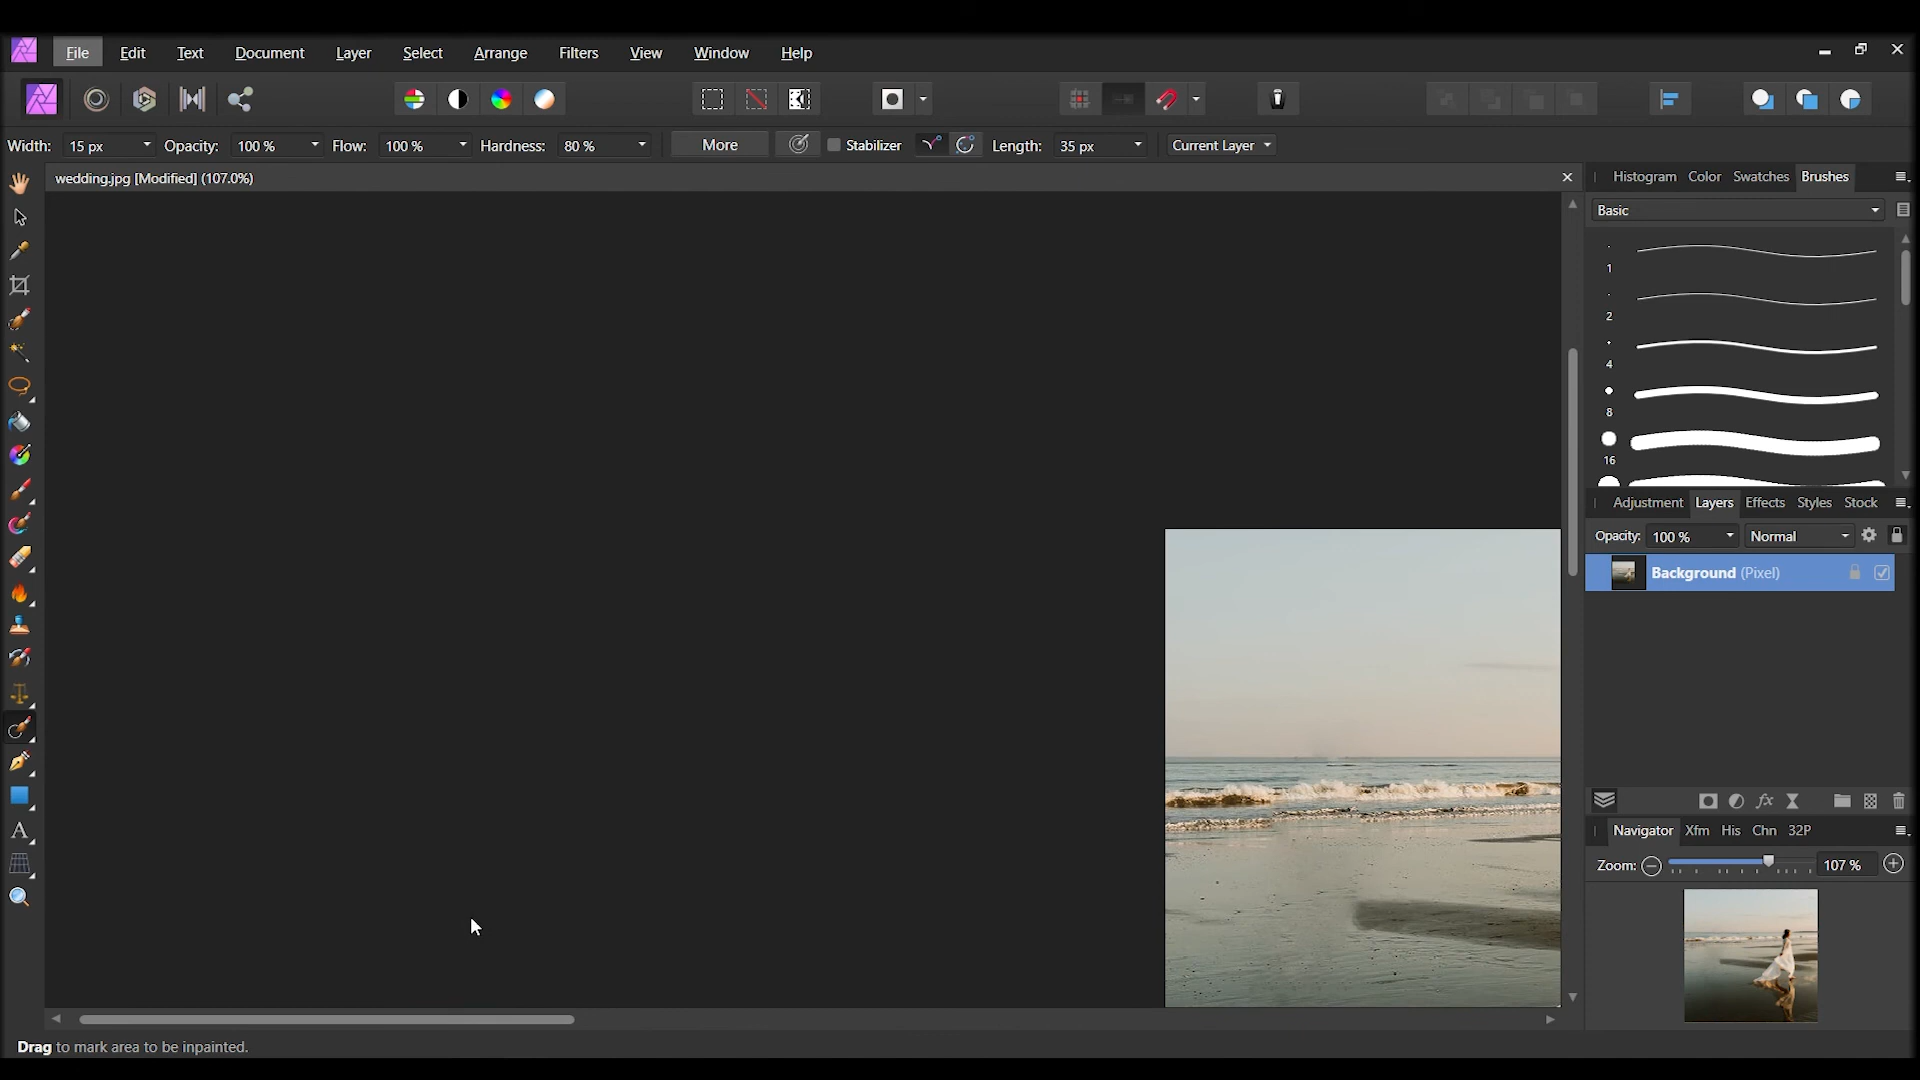 File Edit Text Document Layer Select Arrange Filters View Window Help
Width: 15 px Opacity: 100 % Flow: 100 % Hardness: 80 % More Stabilizer Length: 35 px Current Layer
wedding.jpg [Modified] (107.0%)
Histogram Color Swatches Brushes
Basic
1
2
4
8
16
Adjustment Layers Effects Styles Stock
Opacity: 100 % Normal
Background (Pixel)
fx
Navigator Xfm His Chn 32P
Zoom: 107 %
A
Drag to mark area to be inpainted.